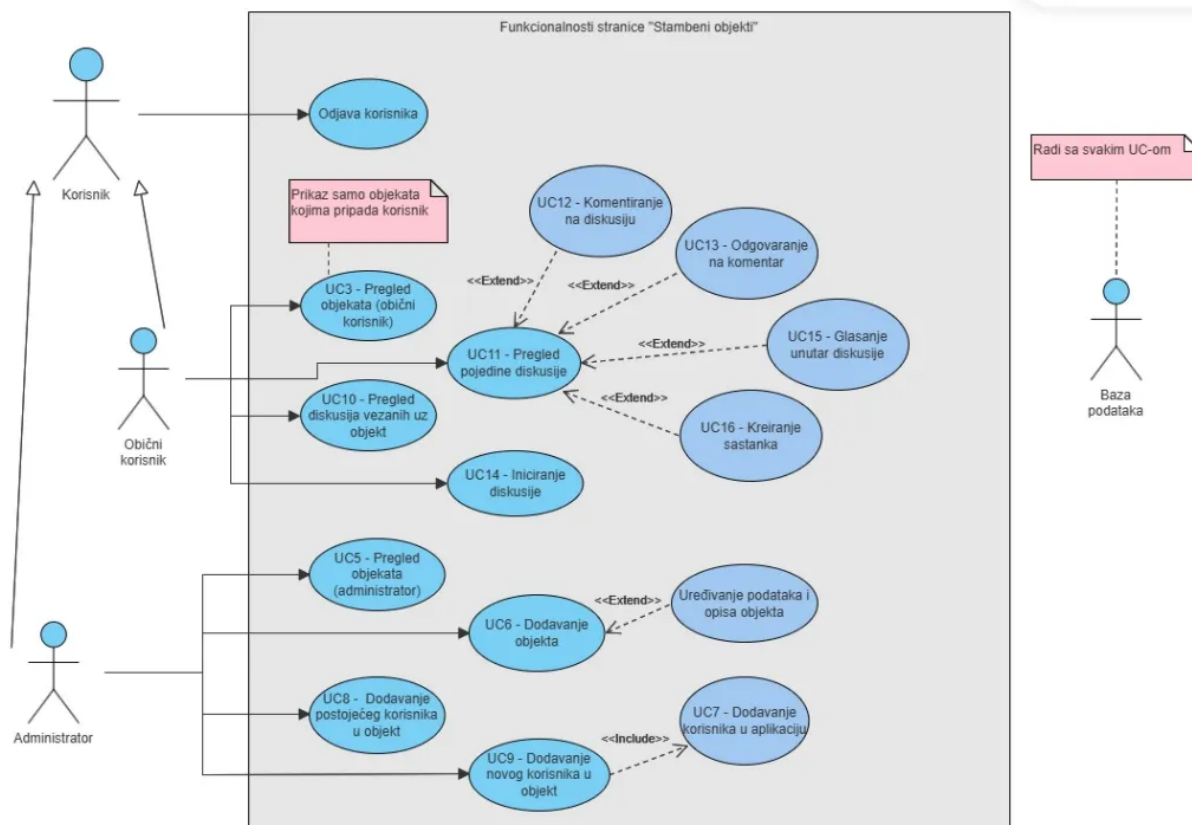 Funkcionalnosti stranice "Stambeni objekti"
Odjava korisnika
Korisnik
Radi sa svakim UC-om
Prikaz samo objekata
kojima pripada korisnik
UC12 - Komentiranje
na diskusiju
UC13 - Odgovaranje
na komentar
<<Extend>>
<<Extend>>
UC3 - Pregled
objekata (obični
korisnik)
UC15 - Glasanje
unutar diskusije
<<Extend>>
UC11 - Pregled
pojedine diskusije
<<Extend>>
UC10 - Pregled
diskusija vezanih uz
objekt
UC16 - Kreiranje
sastanka
Baza
podataka
Obični
korisnik
UC14 - Iniciranje
diskusije
UC5 - Pregled
objekata
(administrator)
<<Extend>>
Uređivanje podataka i
opisa objekta
UC6 - Dodavanje
objekta
UC8 - Dodavanje
postojećeg korisnika
u objekt
UC7 - Dodavanje
korisnika u aplikaciju
Administrator
<<Include>>
UC9 - Dodavanje
novog korisnika u
objekt